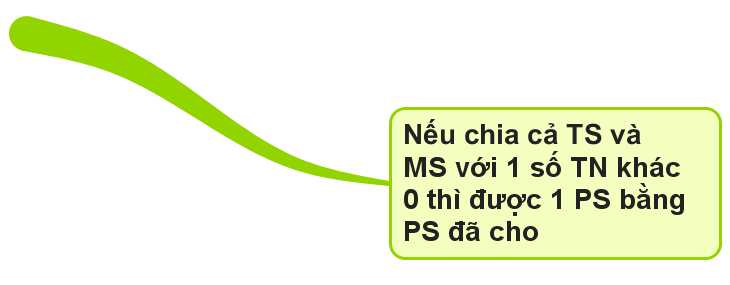 Nếu chia cả TS và
MS với 1 số TN khác
0 thì được 1 PS bằng
PS đã cho